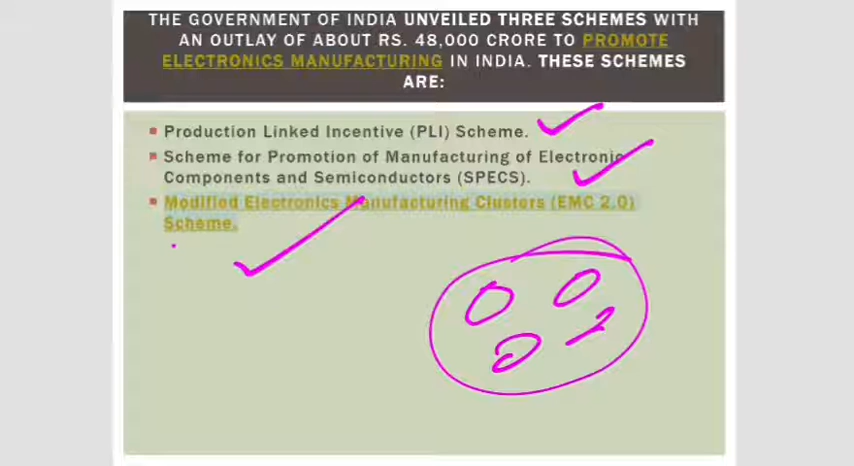 THE GOVERNMENT OF INDIA UNVEILED THREE SCHEMES WITH
AN OUTLAY OF ABOUT RS. 48,000 CRORE TO PROMOTE
ELECTRONICS MANUFACTURING IN INDIA. THESE SCHEMES
ARE:
Production Linked Incentive (PLI) Scheme.
Scheme for Promotion of Manufacturing of Electronic
Components and Semiconductors (SPECS).
Modified Electronics Manufacturing Clusters (EMC 2.0)
Scheme.